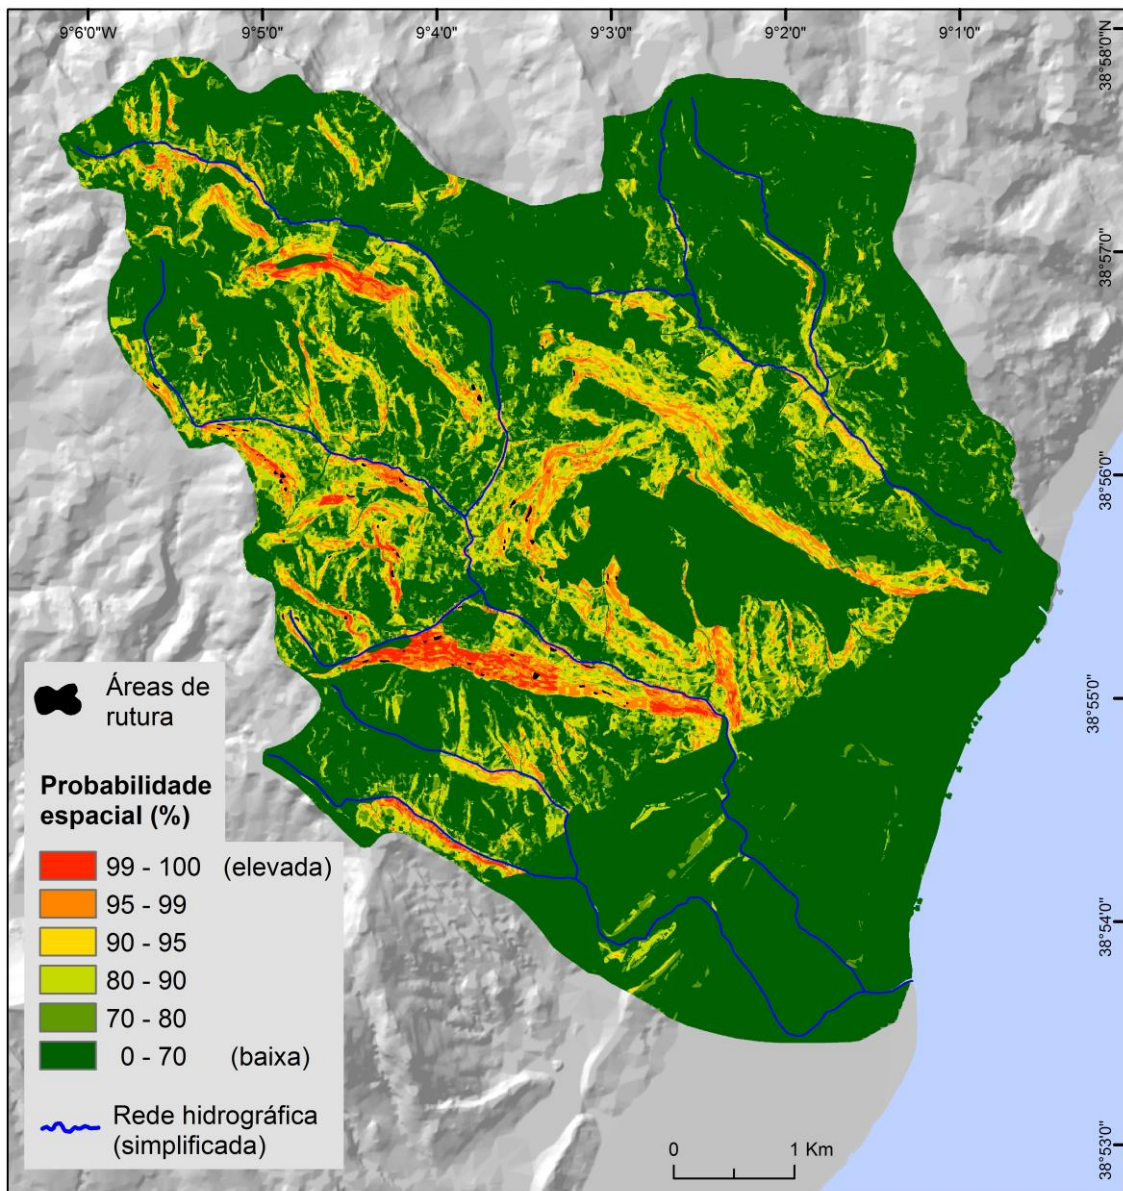 9°6'0"W
9°5'0"
9°4'0"
9°3'0"
9°2'0"
9°1'0"
38°58'0"N
38°57'0"
38°56'0"
38°55'0"
38°54'0"
38°53'0"
Áreas de
rutura
Probabilidade
espacial (%)
99 - 100 (elevada)
95 - 99
90 - 95
80 - 90
70 - 80
0 - 70 (baixa)
Rede hidrográfica
(simplificada)
0 1 Km